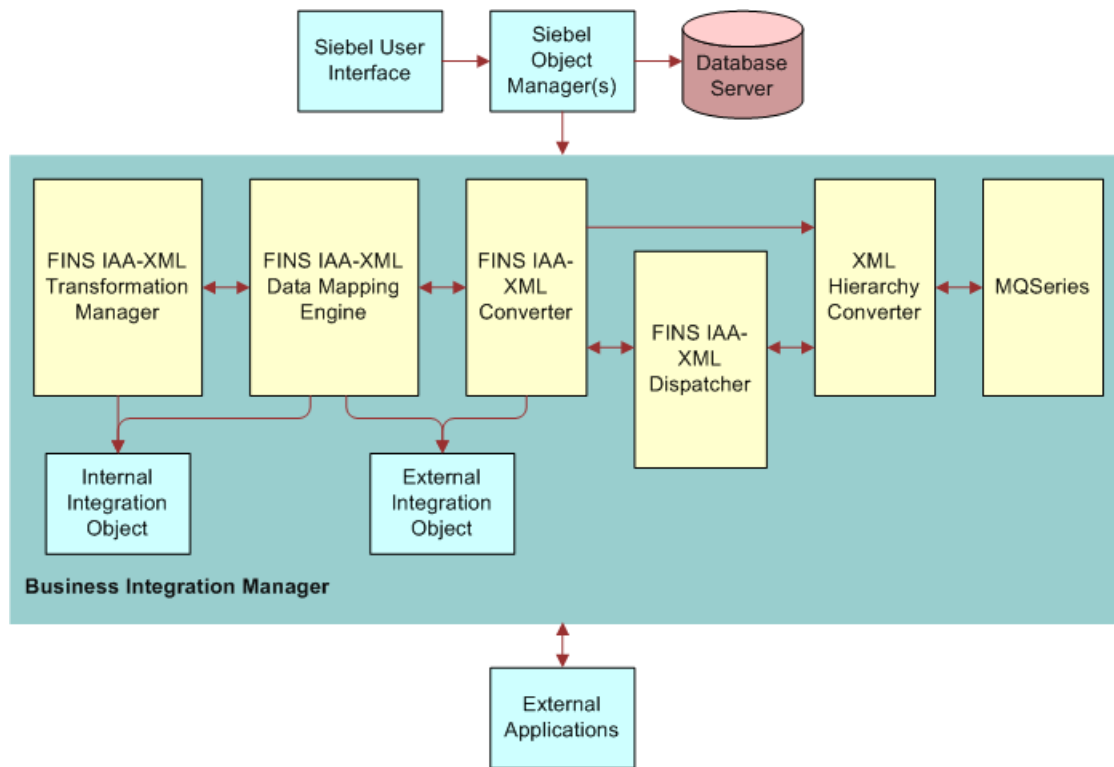 Siebel User
Interface
Siebel
Object
Manager(s)
Database
Server
FINS IAA-XML
Transformation
Manager
FINS IAA-XML
Data Mapping
Engine
FINS IAA-
XML
Converter
FINS IAA-
XML
Dispatcher
XML
Hierarchy
Converter
MQSeries
Internal
Integration
Object
External
Integration
Object
Business Integration Manager
External
Applications